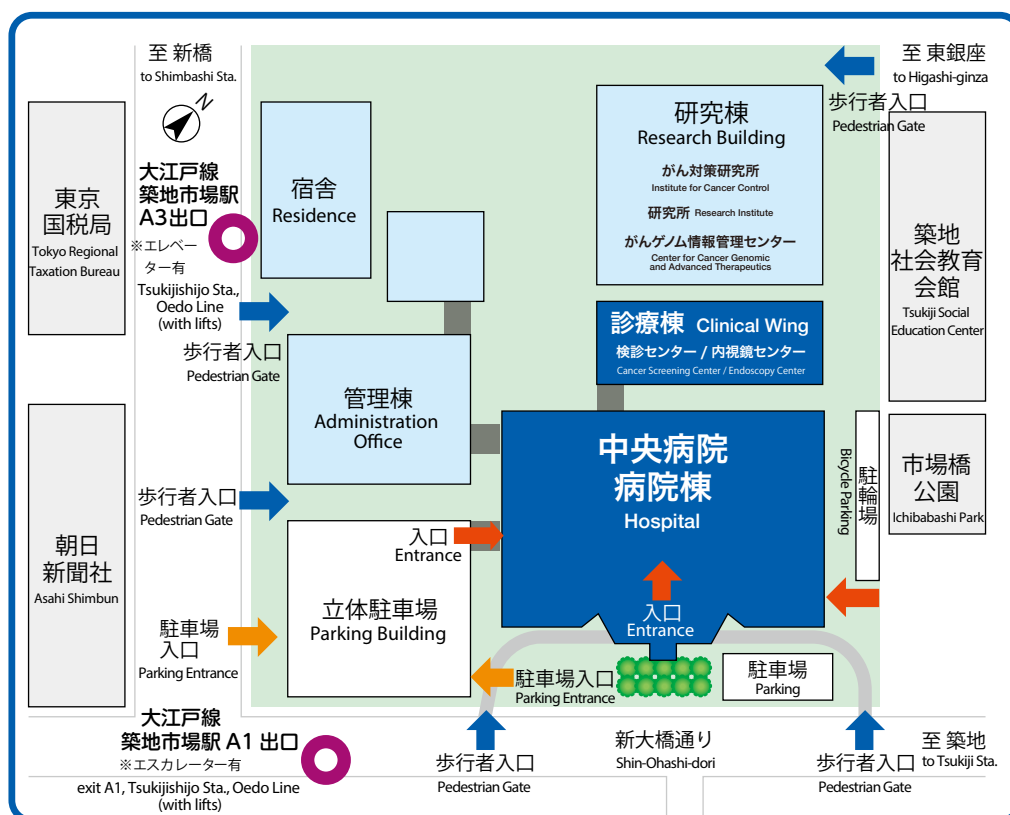 至 新橋
to Shimbashi Sta.
N
大江戸線
築地市場駅
A3出口
※エレベー
ター有
Tsukijishijo Sta.,
Oedo Line
(with lifts)
歩行者入口
Pedestrian Gate
東京
国税局
Tokyo Regional
Taxation Bureau
宿舎
Residence
研究棟
Research Building
がん対策研究所
Institute for Cancer Control
研究所 Research Institute
がんゲノム情報管理センター
Center for Cancer Genomic
and Advanced Therapeutics
至 東銀座
to Higashi-ginza
歩行者入口
Pedestrian Gate
築地
社会教育
会館
Tsukiji Social
Education Center
診療棟 Clinical Wing
検診センター / 内視鏡センター
Cancer Screening Center / Endoscopy Center
管理棟
Administration
Office
中央病院
病院棟
Hospital
駐輪場
Bicycle Parking
市場橋
公園
Ichibabashi Park
歩行者入口
Pedestrian Gate
朝日
新聞社
Asahi Shimbun
入口
Entrance
立体駐車場
Parking Building
入口
Entrance
駐車場
入口
Parking Entrance
駐車場入口
Parking Entrance
駐車場
Parking
大江戸線
築地市場駅 A1 出口
※エスカレーター有
exit A1, Tsukijishijo Sta., Oedo Line
(with lifts)
歩行者入口
Pedestrian Gate
新大橋通り
Shin-Ohashi-dori
歩行者入口
Pedestrian Gate
至 築地
to Tsukiji Sta.